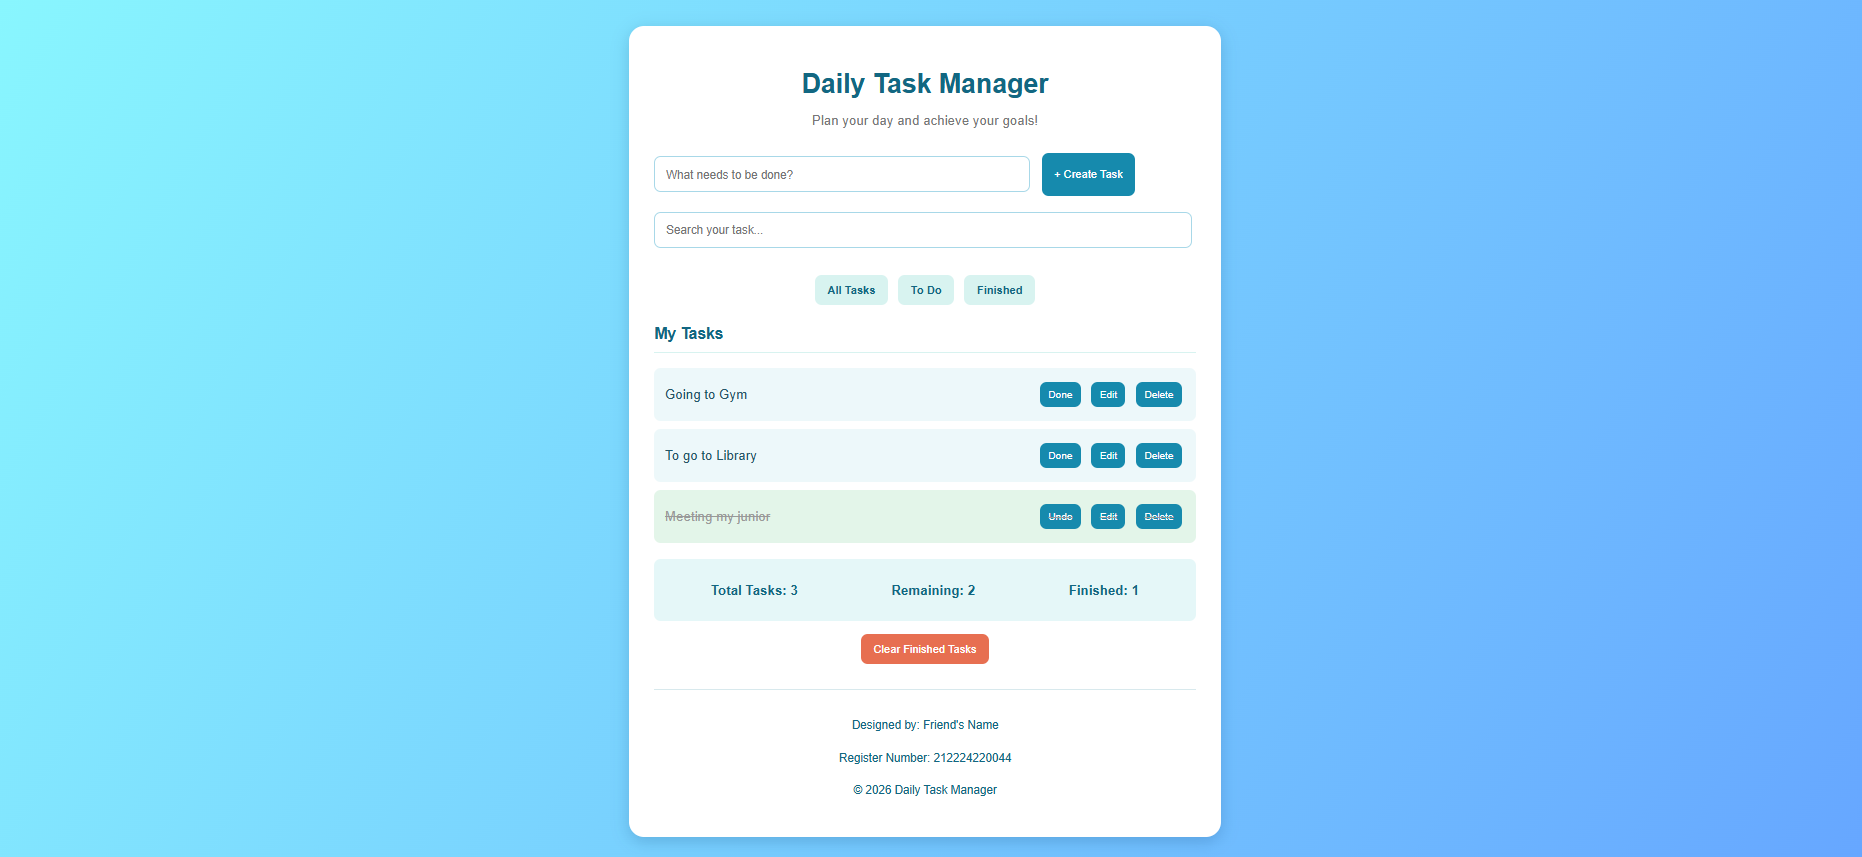 Daily Task Manager
Plan your day and achieve your goals!
What needs to be done?
+ Create Task
Search your task...
All Tasks To Do Finished
My Tasks
Going to Gym Done Edit Delete
To go to Library Done Edit Delete
Meeting my junior Undo Edit Delete
Total Tasks: 3 Remaining: 2 Finished: 1
Clear Finished Tasks
Designed by: Friend's Name
Register Number: 212224220044
© 2026 Daily Task Manager